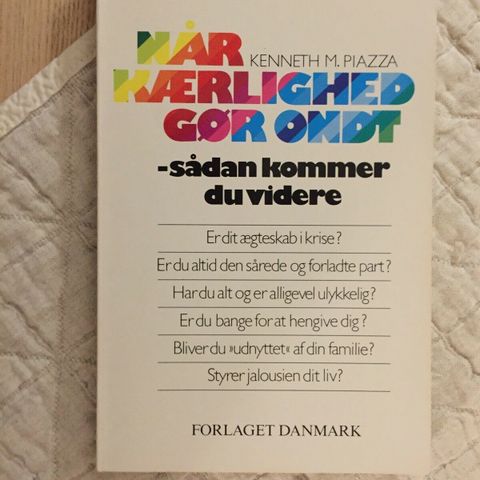 NÅR
KENNETH M. PIAZZA
KÆRLIGHED
GØR ONDT
-sådan kommer
du videre
Er dit ægteskab i krise?
Er du altid den sårede og forladte part?
Har du alt og er alligevel ulykkelig?
Er du bange for at hengive dig?
Bliver du »udnyttet« af din familie?
Styrer jalousien dit liv?
FORLAGET DANMARK